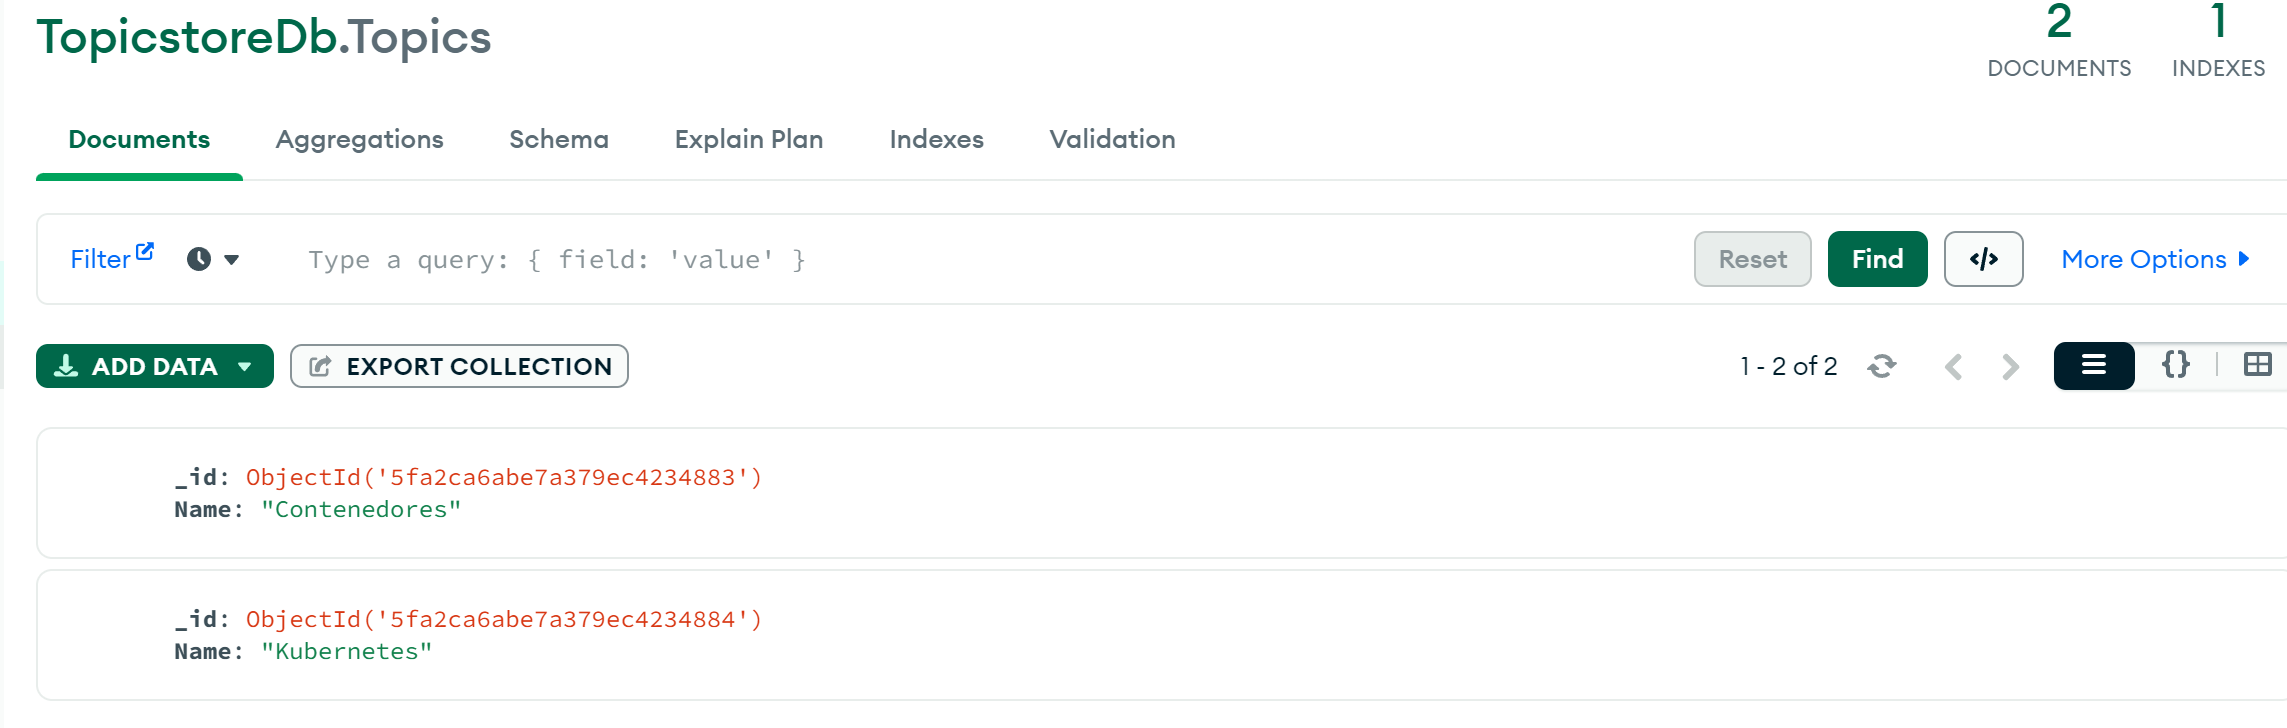 TopicstoreDb.Topics
2 1
DOCUMENTS INDEXES
Documents Aggregations Schema Explain Plan Indexes Validation
Filter Type a query: { field: 'value' } Reset Find </> More Options
ADD DATA EXPORT COLLECTION 1 - 2 of 2 {}
_id: ObjectId('5fa2ca6abe7a379ec4234883')
Name: "Contenedores"
_id: ObjectId('5fa2ca6abe7a379ec4234884')
Name: "Kubernetes"